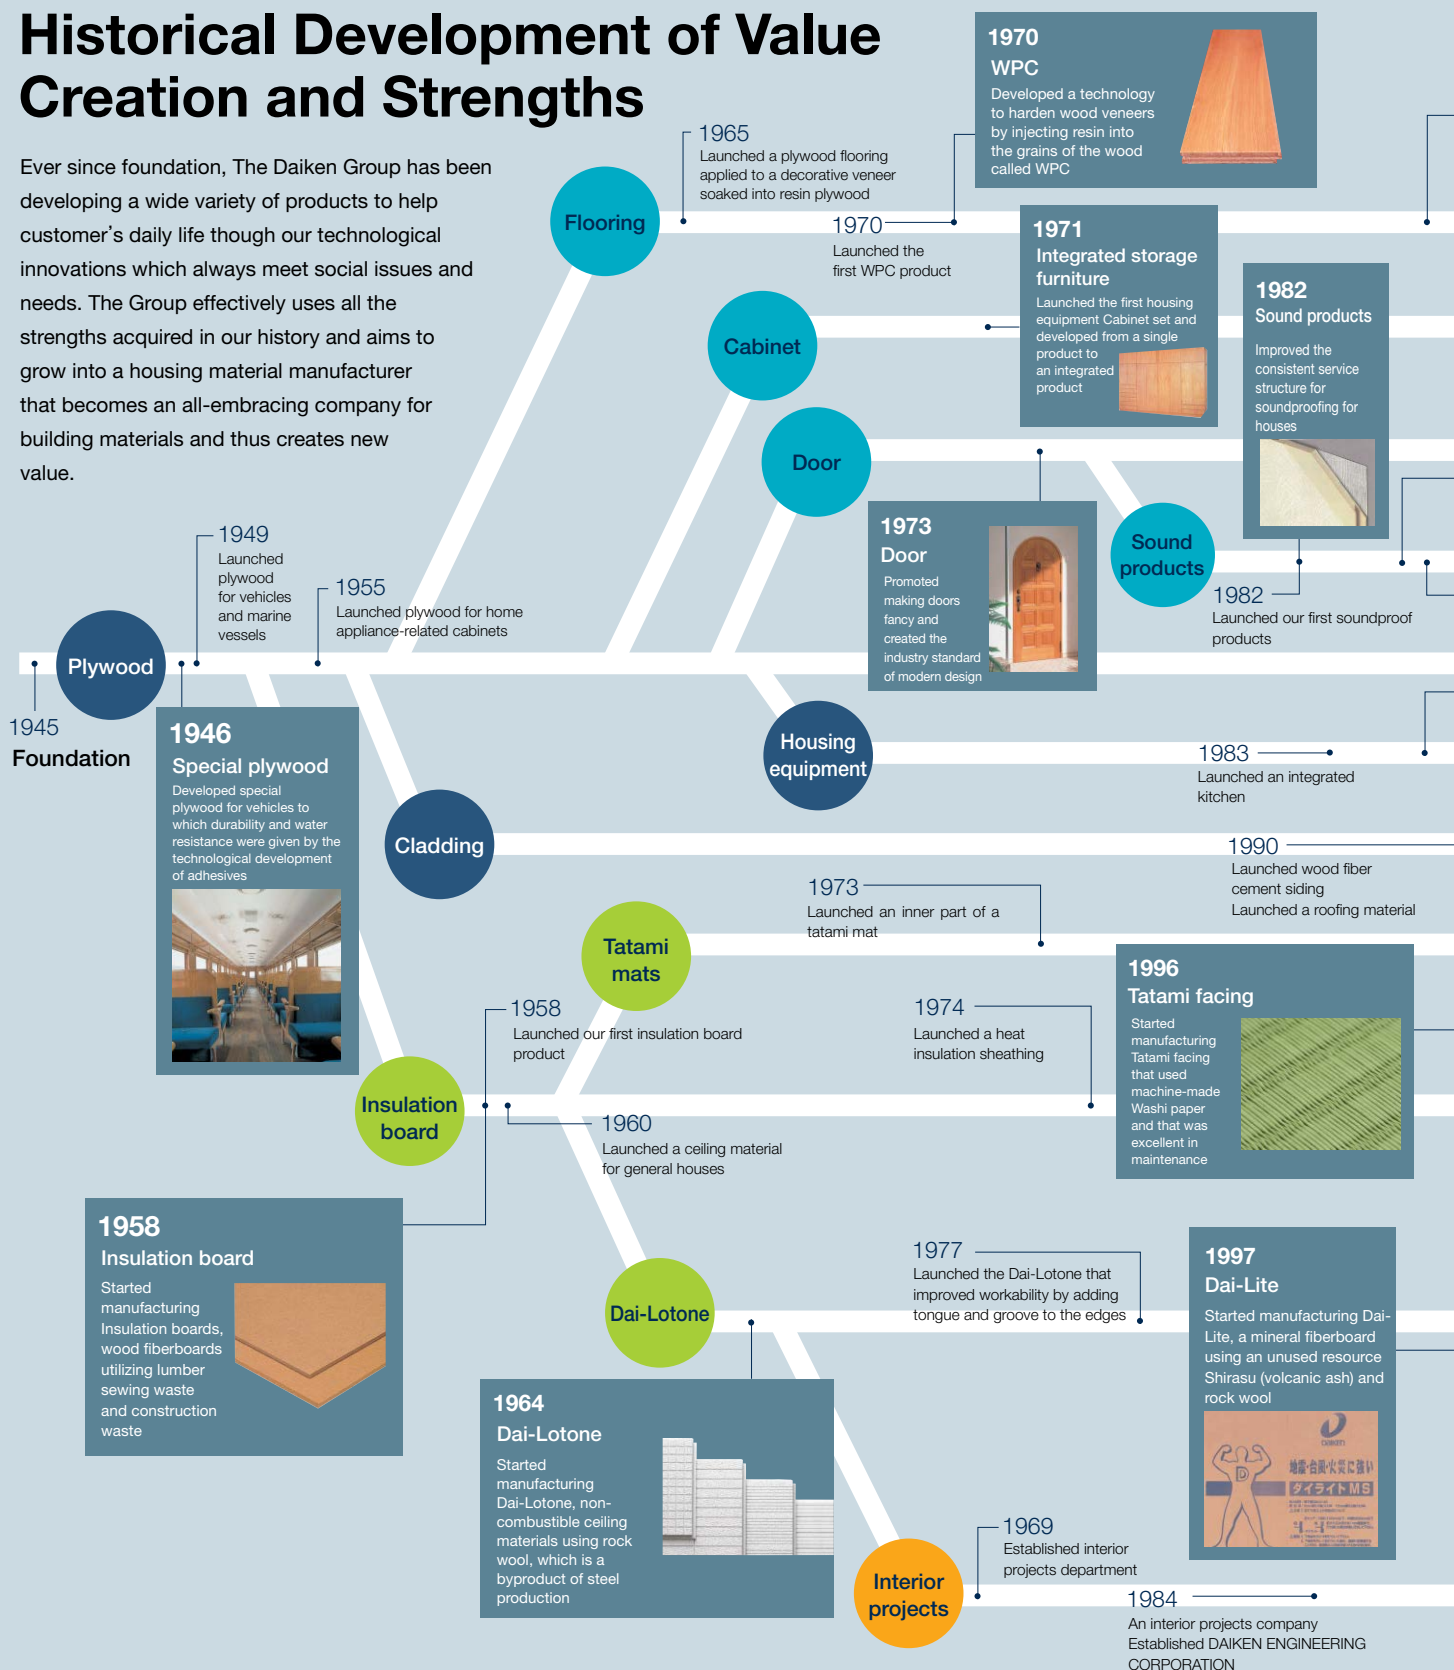 Historical Development of Value
Creation and Strengths
Ever since foundation, The Daiken Group has been
developing a wide variety of products to help
customer's daily life though our technological
innovations which always meet social issues and
needs. The Group effectively uses all the
strengths acquired in our history and aims to
grow into a housing material manufacturer
that becomes an all-embracing company for
building materials and thus creates new
value.
1970
WPC
Developed a technology
to harden wood veneers
by injecting resin into
the grains of the wood
called WPC
1965
Launched a plywood flooring
applied to a decorative veneer
soaked into resin plywood
Flooring
1970
Launched the
first WPC product
1971
Integrated storage
furniture
Launched the first housing
equipment Cabinet set and
developed from a single
product to
an integrated
product
1982
Sound products
Improved the
consistent service
structure for
soundproofing for
houses
Cabinet
Door
1973
Door
Promoted
making doors
fancy and
created the
industry standard
of modern design
Sound
products
1982
Launched our first soundproof
products
1949
Launched
plywood
for vehicles
and marine
vessels
1955
Launched plywood for home
appliance-related cabinets
Plywood
1945
Foundation
1946
Special plywood
Developed special
plywood for vehicles to
which durability and water
resistance were given by the
technological development
of adhesives
Housing
equipment
1983
Launched an integrated
kitchen
Cladding
1990
Launched wood fiber
cement siding
Launched a roofing material
1973
Launched an inner part of a
tatami mat
Tatami
mats
1996
Tatami facing
Started
manufacturing
Tatami facing
that used
machine-made
Washi paper
and that was
excellent in
maintenance
1958
Launched our first insulation board
product
1974
Launched a heat
insulation sheathing
Insulation
board
1960
Launched a ceiling material
for general houses
1958
Insulation board
Started
manufacturing
Insulation boards,
wood fiberboards
utilizing lumber
sewing waste
and construction
waste
1977
Launched the Dai-Lotone that
improved workability by adding
tongue and groove to the edges
Dai-Lotone
1997
Dai-Lite
Started manufacturing Dai-
Lite, a mineral fiberboard
using an unused resource
Shirasu (volcanic ash) and
rock wool
DAIKEN
D
地震・台風・火災に強い
ダイライトMS
1964
Dai-Lotone
Started
manufacturing
Dai-Lotone, non-
combustible ceiling
materials using rock
wool, which is a
byproduct of steel
production
1969
Established interior
projects department
Interior
projects
1984
An interior projects company
Established DAIKEN ENGINEERING
CORPORATION